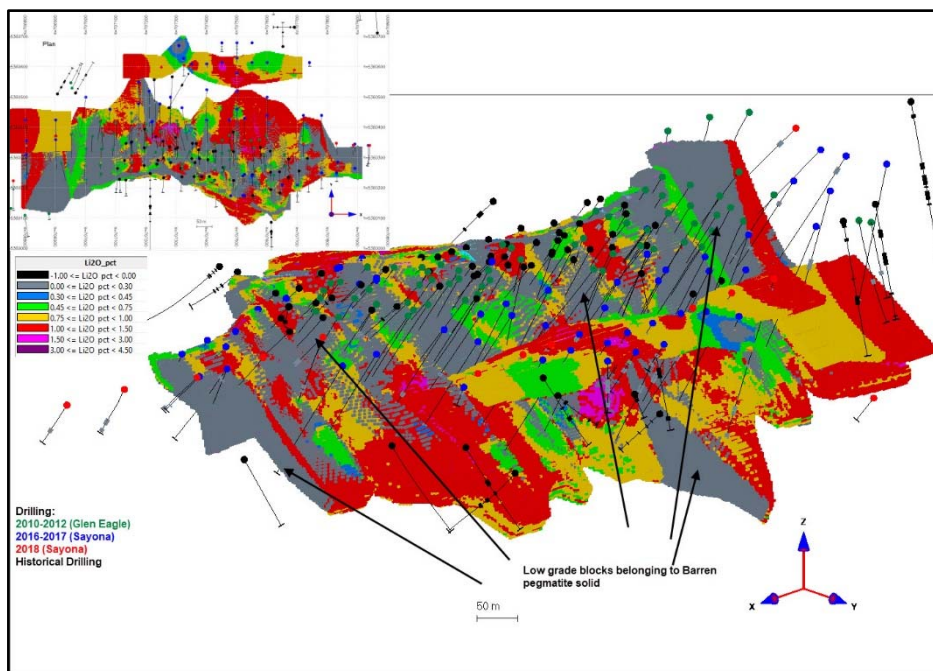 Plan
50 m
Li2O_pct
-1.00 <= Li2O pct < 0.00
0.00 <= Li2O pct < 0.30
0.30 <= Li2O pct < 0.45
0.45 <= Li2O pct < 0.75
0.75 <= Li2O pct < 1.00
1.00 <= Li2O pct < 1.50
1.50 <= Li2O pct < 3.00
3.00 <= Li2O pct < 4.50
Drilling:
2010-2012 (Glen Eagle)
2016-2017 (Sayona)
2018 (Sayona)
Historical Drilling
Low grade blocks belonging to Barren
pegmatite solid
50 m
Z
X
Y